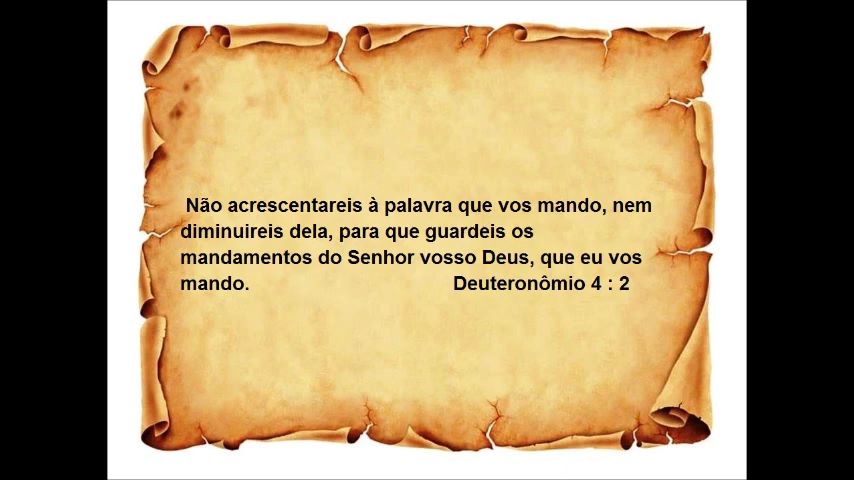 Não acrescentareis à palavra que vos mando, nem
diminuireis dela, para que guardeis os
mandamentos do Senhor vosso Deus, que eu vos
mando. Deuteronômio 4 : 2